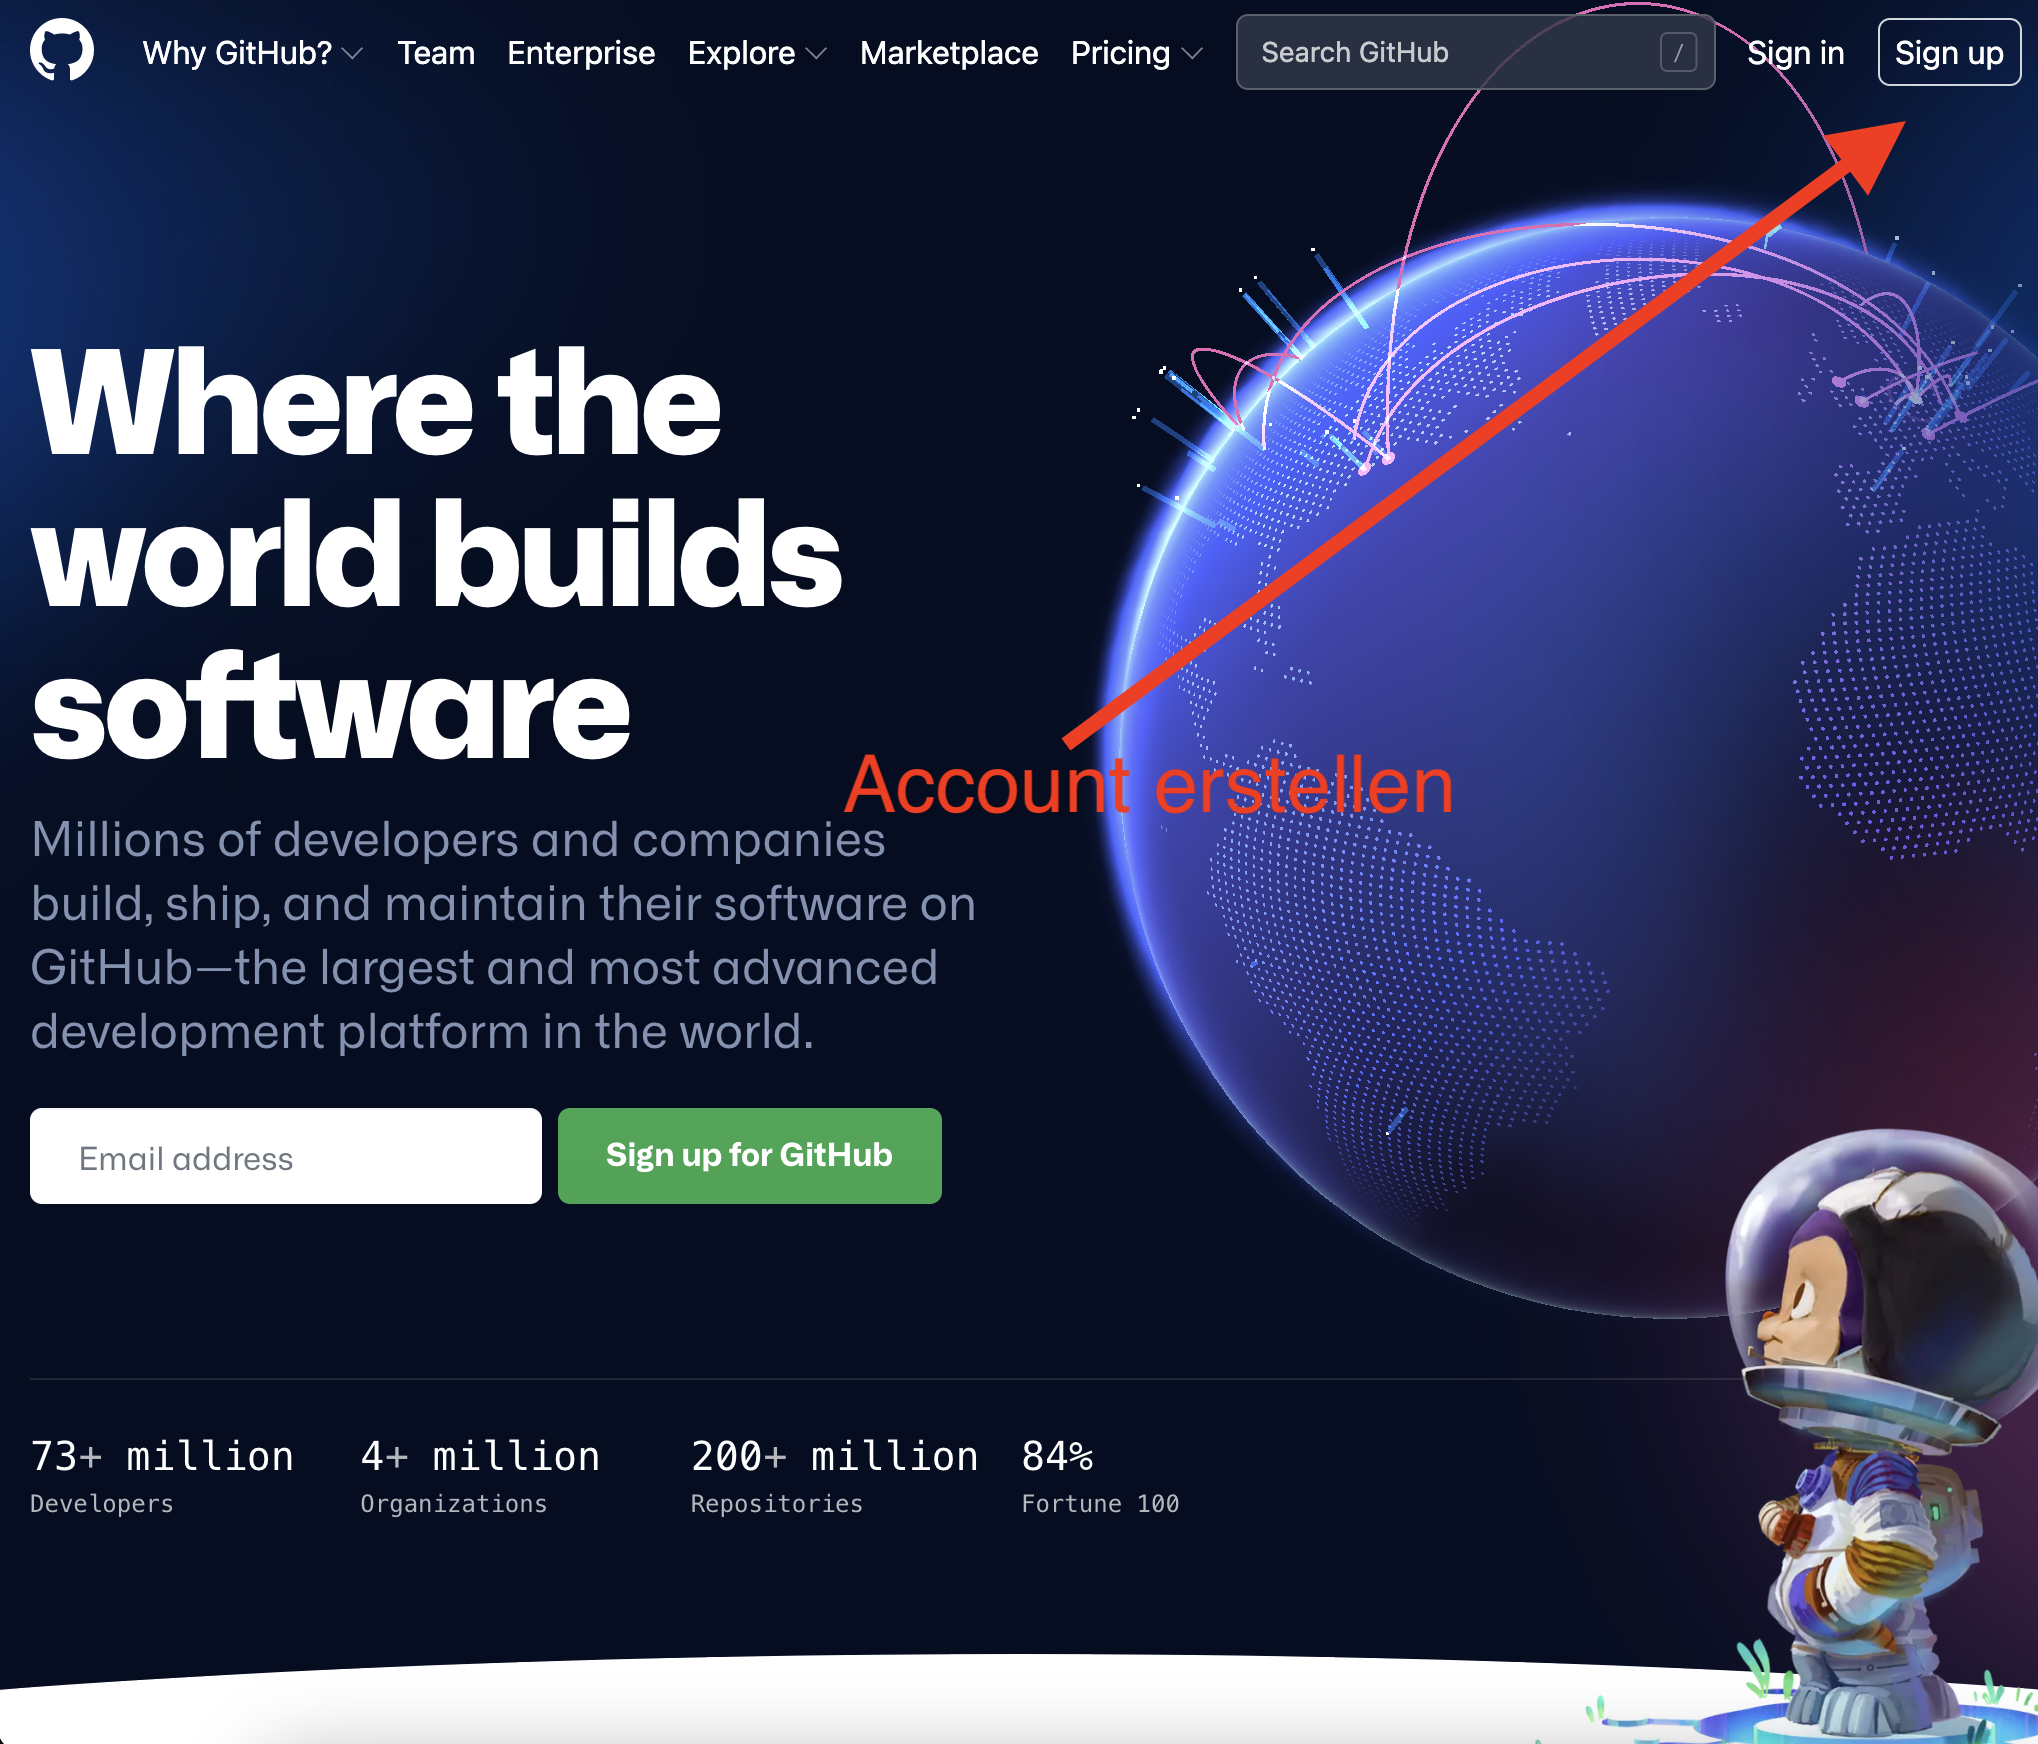 Why GitHub? Team Enterprise Explore Marketplace Pricing Search GitHub / Sign in Sign up
Where the
world builds
software
Account erstellen
Millions of developers and companies
build, ship, and maintain their software on
GitHub—the largest and most advanced
development platform in the world.
Email address Sign up for GitHub
73+ million 4+ million 200+ million 84%
Developers Organizations Repositories Fortune 100